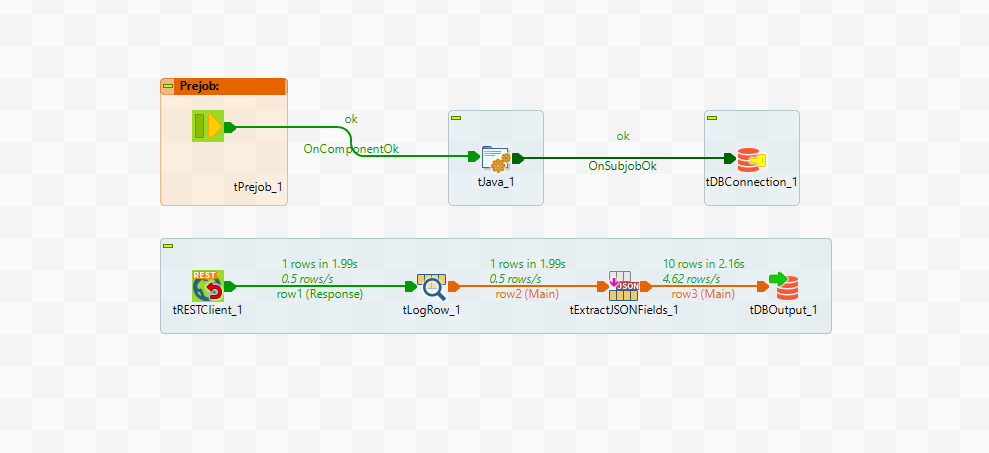 Prejob:
ok
OnComponentOk
tPrejob_1
tJava_1
ok
OnSubjobOk
tDBConnection_1
1 rows in 1.99s
0.5 rows/s
row1 (Response)
1 rows in 1.99s
0.5 rows/s
row2 (Main)
10 rows in 2.16s
4.62 rows/s
row3 (Main)
REST
JSON
tRESTClient_1
tLogRow_1
tExtractJSONFields_1
tDBOutput_1